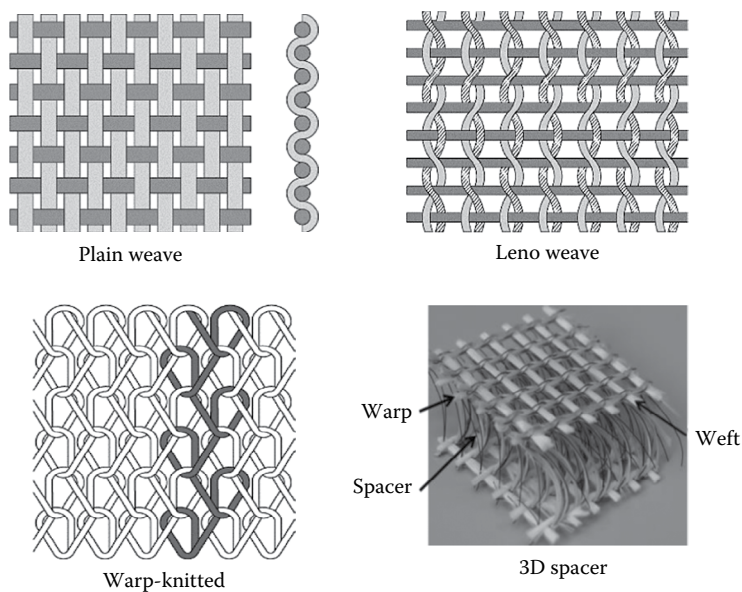 Plain weave
Leno weave
Warp
Weft
Spacer
Warp-knitted
3D spacer